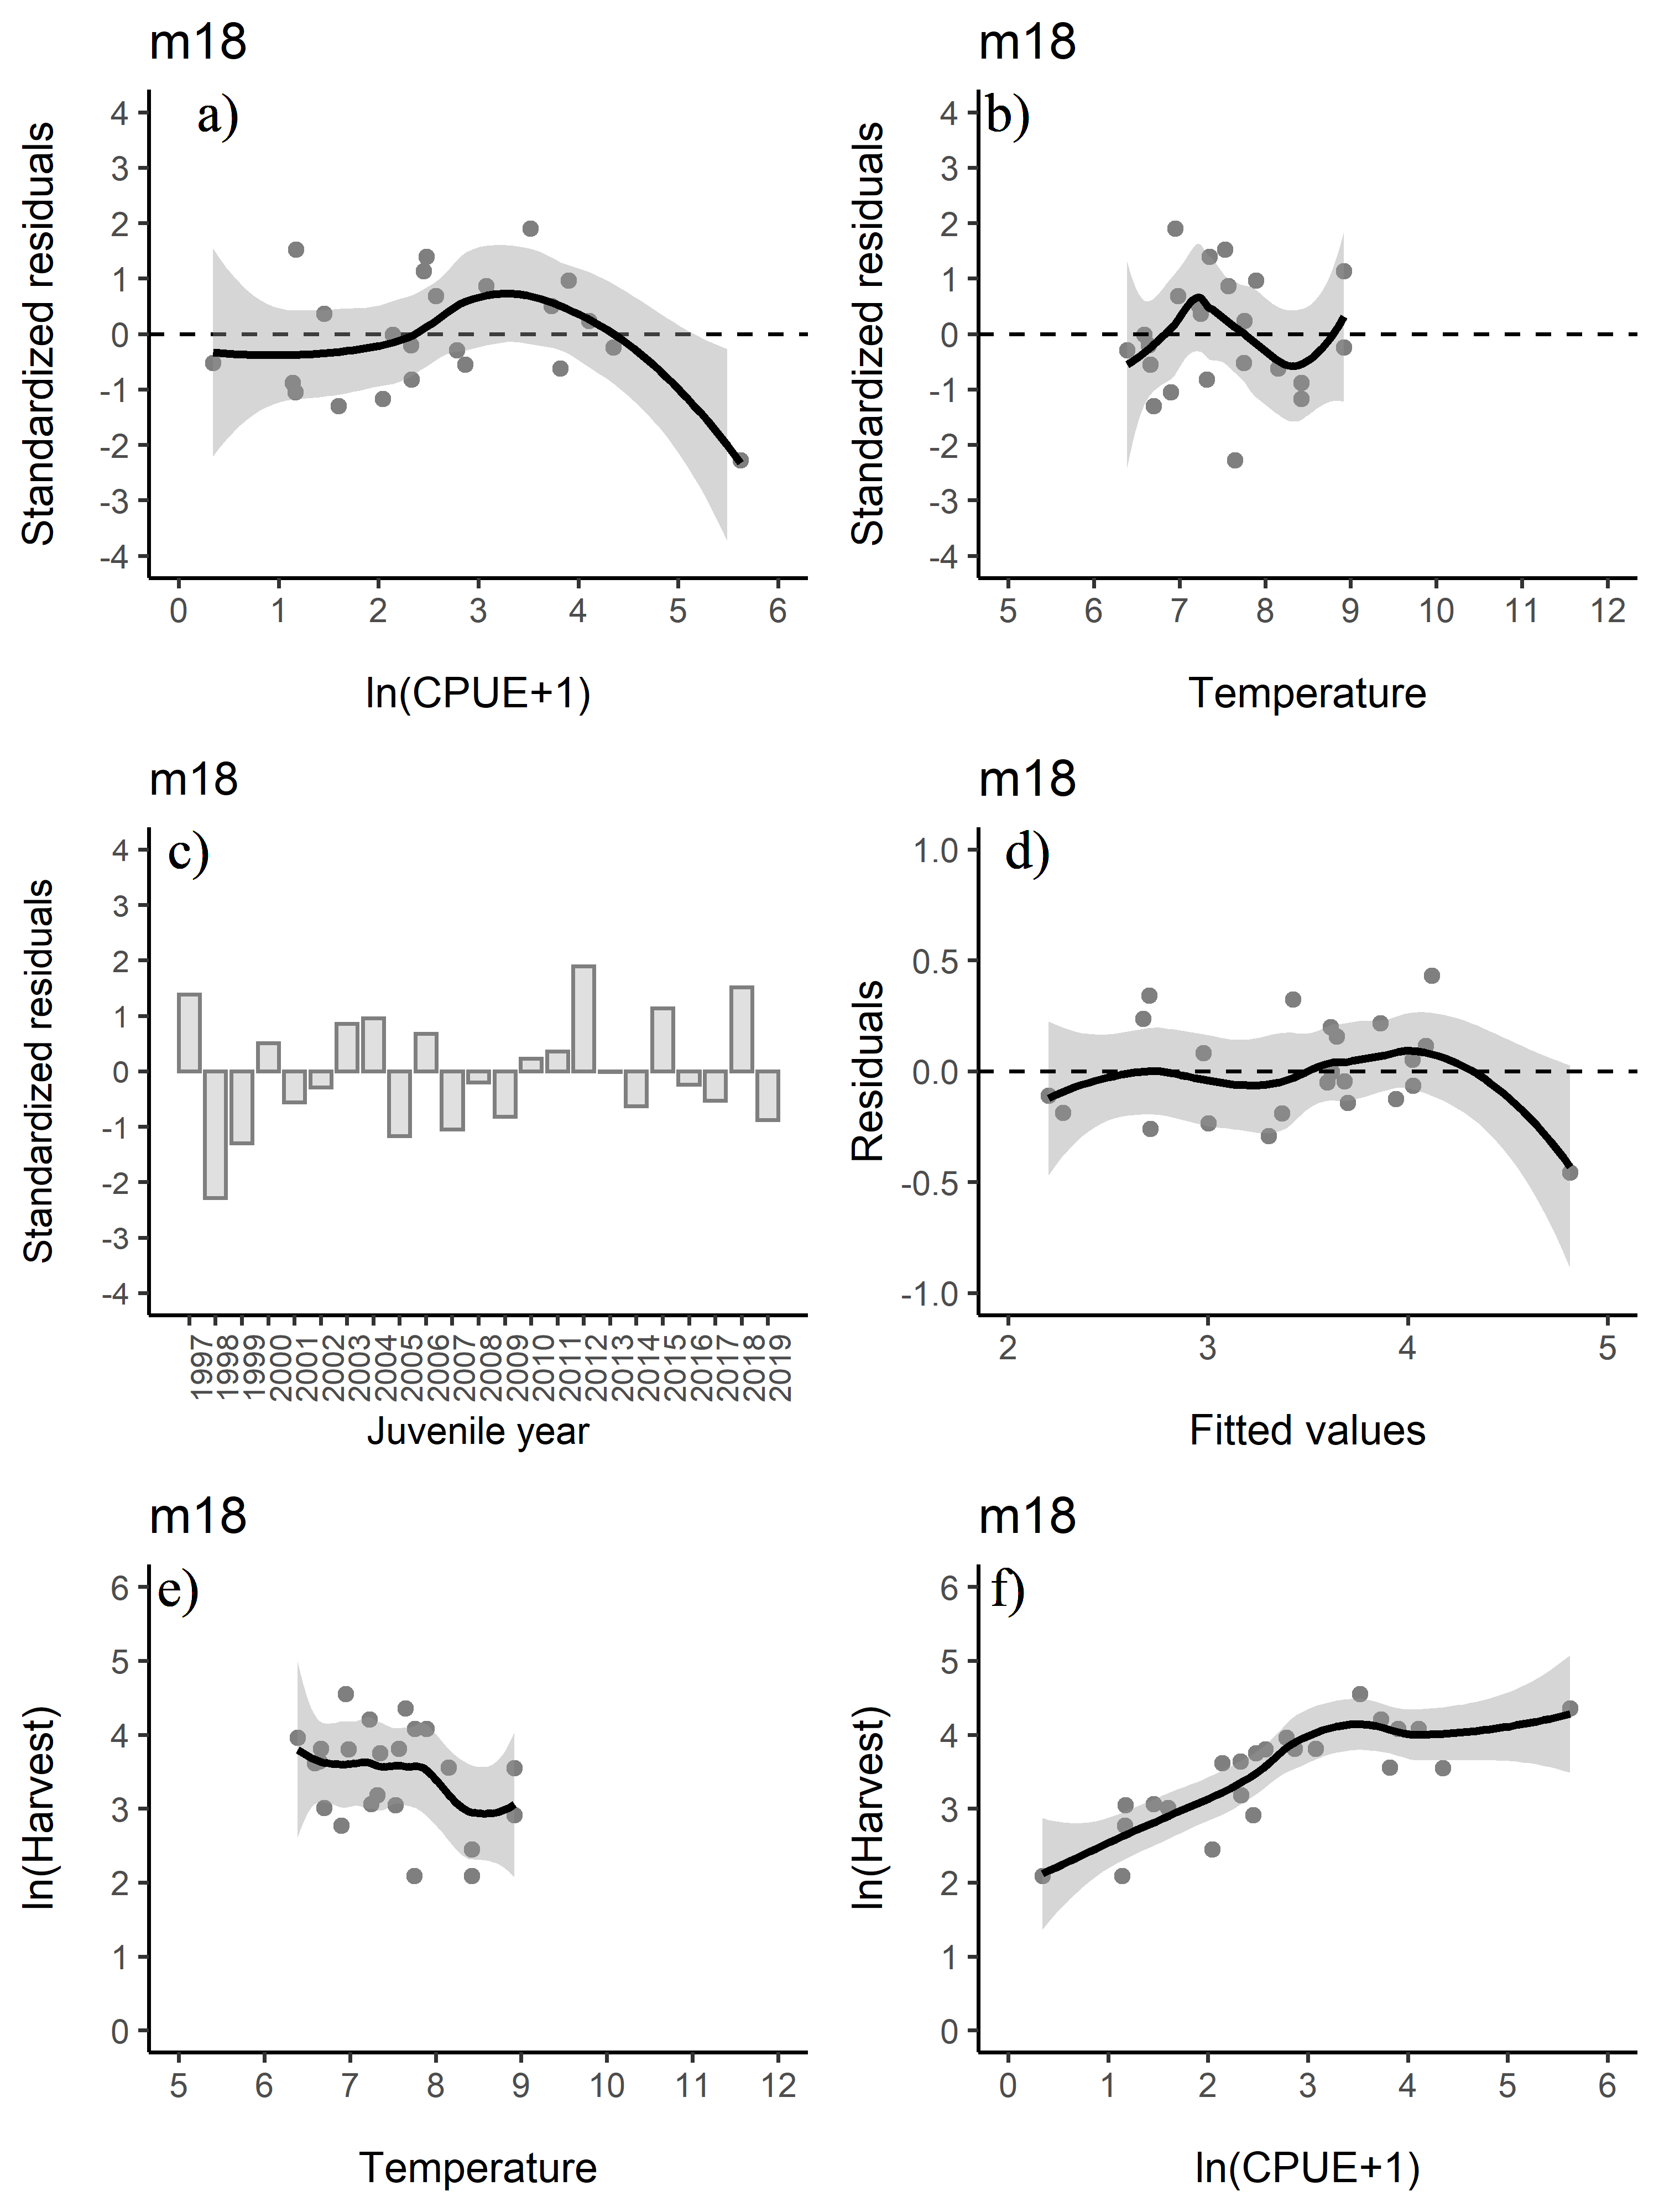 m18
a)
Standardized residuals
4
3
2
1
0
-1
-2
-3
-4
0 1 2 3 4 5 6
ln(CPUE+1)
m18
b)
Standardized residuals
4
3
2
1
0
-1
-2
-3
-4
5 6 7 8 9 10 11 12
Temperature
m18
c)
Standardized residuals
4
3
2
1
0
-1
-2
-3
-4
1997 1998 1999 2000 2001 2002 2003 2004 2005 2006 2007 2008 2009 2010 2011 2012 2013 2014 2015 2016 2017 2018 2019
Juvenile year
m18
d)
Residuals
1.0
0.5
0.0
-0.5
-1.0
2 3 4 5
Fitted values
m18
e)
ln(Harvest)
6
5
4
3
2
1
0
5 6 7 8 9 10 11 12
Temperature
m18
f)
ln(Harvest)
6
5
4
3
2
1
0
0 1 2 3 4 5 6
ln(CPUE+1)